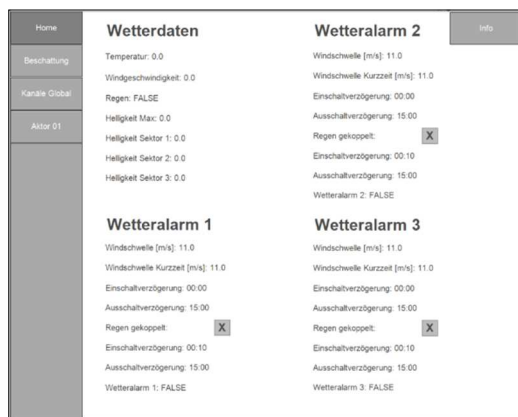 Home
Beschattung
Kanäle Global
Aktor 01
Wetterdaten
Temperatur: 0.0
Windgeschwindigkeit: 0.0
Regen: FALSE
Helligkeit Max: 0.0
Helligkeit Sektor 1: 0.0
Helligkeit Sektor 2: 0.0
Helligkeit Sektor 3: 0.0
Wetteralarm 2
Windschwelle [m/s]: 11.0
Windschwelle Kurzzeit [m/s]: 11.0
Einschaltverzögerung: 00:00
Ausschaltverzögerung: 15:00
Regen gekoppelt: X
Einschaltverzögerung: 00:10
Ausschaltverzögerung: 15:00
Wetteralarm 2: FALSE
Info
Wetteralarm 1
Windschwelle [m/s]: 11.0
Windschwelle Kurzzeit [m/s]: 11.0
Einschaltverzögerung: 00:00
Ausschaltverzögerung: 15:00
Regen gekoppelt: X
Einschaltverzögerung: 00:10
Ausschaltverzögerung: 15:00
Wetteralarm 1: FALSE
Wetteralarm 3
Windschwelle [m/s]: 11.0
Windschwelle Kurzzeit [m/s]: 11.0
Einschaltverzögerung: 00:00
Ausschaltverzögerung: 15:00
Regen gekoppelt: X
Einschaltverzögerung: 00:10
Ausschaltverzögerung: 15:00
Wetteralarm 3: FALSE